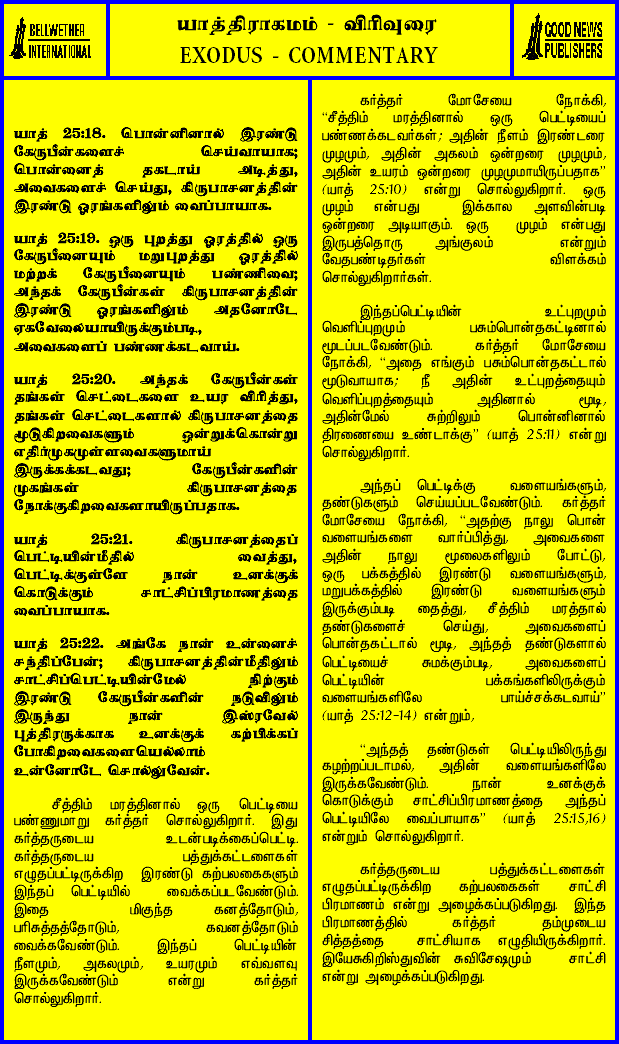 BELLWETHER
INTERNATIONAL
யாத்திராகமம் - விரிவுரை
EXODUS - COMMENTARY
GOOD NEWS
PUBLISHERS
யாத் 25:18. பொன்னினால் இரண்டு
கேருபீன்களைச் செய்வாயாக;
பொன்னைத் தகடாய் அடித்து,
அவைகளைச் செய்து, கிருபாசனத்தின்
இரண்டு ஓரங்களிலும் வைப்பாயாக.
யாத் 25:19. ஒரு புறத்து ஓரத்தில் ஒரு
கேருபீனையும் மறுபுறத்து ஓரத்தில்
மற்றக் கேருபீனையும் பண்ணிவை;
அந்தக் கேருபீன்கள் கிருபாசனத்தின்
இரண்டு ஓரங்களிலும் அதனோடே
ஏகவேலையாயிருக்கும்படி,
அவைகளைப் பண்ணக்கடவாய்.
யாத் 25:20. அந்தக் கேருபீன்கள்
தங்கள் செட்டைகளை உயர விரித்து,
தங்கள் செட்டைகளால் கிருபாசனத்தை
மூடுகிறவைகளும் ஒன்றுக்கொன்று
எதிர்முகமுள்ளவைகளுமாய்
இருக்கக்கடவது; கேருபீன்களின்
முகங்கள் கிருபாசனத்தை
நோக்குகிறவைகளாயிருப்பதாக.
யாத் 25:21. கிருபாசனத்தைப்
பெட்டியின்மீதில் வைத்து,
பெட்டிக்குள்ளே நான் உனக்குக்
கொடுக்கும் சாட்சிப்பிரமாணத்தை
வைப்பாயாக.
யாத் 25:22. அங்கே நான் உன்னைச்
சந்திப்பேன்; கிருபாசனத்தின்மீதிலும்
சாட்சிப்பெட்டியின்மேல் நிற்கும்
இரண்டு கேருபீன்களின் நடுவிலும்
இருந்து நான் இஸ்ரவேல்
புத்திரருக்காக உனக்குக் கற்பிக்கப்
போகிறவைகளையெல்லாம்
உன்னோடே சொல்லுவேன்.
சீத்திம் மரத்தினால் ஒரு பெட்டியை
பண்ணுமாறு கர்த்தர் சொல்லுகிறார். இது
கர்த்தருடைய உடன்படிக்கைப்பெட்டி.
கர்த்தருடைய பத்துக்கட்டளைகள்
எழுதப்பட்டிருக்கிற இரண்டு கற்பலகைகளும்
இந்தப் பெட்டியில் வைக்கப்படவேண்டும்.
இதை மிகுந்த கனத்தோடும்,
பரிசுத்தத்தோடும், கவனத்தோடும்
வைக்கவேண்டும். இந்தப் பெட்டியின்
நீளமும், அகலமும், உயரமும் எவ்வளவு
இருக்கவேண்டும் என்று கர்த்தர்
சொல்லுகிறார்.
கர்த்தர் மோசேயை நோக்கி,
"சீத்திம் மரத்தினால் ஒரு பெட்டியைப்
பண்ணக்கடவர்கள்; அதின் நீளம் இரண்டரை
முழமும், அதின் அகலம் ஒன்றரை முழமும்,
அதின் உயரம் ஒன்றரை முழமுமாயிருப்பதாக"
(யாத் 25:10) என்று சொல்லுகிறார். ஒரு
முழம் என்பது இக்கால அளவின்படி
ஒன்றரை அடியாகும். ஒரு முழம் என்பது
இருபத்தொரு அங்குலம் என்றும்
வேதபண்டிதர்கள் விளக்கம்
சொல்லுகிறார்கள்.
இந்தப்பெட்டியின் உட்புறமும்
வெளிப்புறமும் பசும்பொன்தகட்டினால்
மூடப்படவேண்டும். கர்த்தர் மோசேயை
நோக்கி, "அதை எங்கும் பசும்பொன்தகட்டால்
மூடுவாயாக; நீ அதின் உட்புறத்தையும்
வெளிப்புறத்தையும் அதினால் மூடி,
அதின்மேல் சுற்றிலும் பொன்னினால்
திரணையை உண்டாக்கு" (யாத் 25:11) என்று
சொல்லுகிறார்.
அந்தப் பெட்டிக்கு வளையங்களும்,
தண்டுகளும் செய்யப்படவேண்டும். கர்த்தர்
மோசேயை நோக்கி, "அதற்கு நாலு பொன்
வளையங்களை வார்ப்பித்து, அவைகளை
அதின் நாலு மூலைகளிலும் போட்டு,
ஒரு பக்கத்தில் இரண்டு வளையங்களும்,
மறுபக்கத்தில் இரண்டு வளையங்களும்
இருக்கும்படி தைத்து, சீத்திம் மரத்தால்
தண்டுகளைச் செய்து, அவைகளைப்
பொன்தகட்டால் மூடி, அந்தத் தண்டுகளால்
பெட்டியைச் சுமக்கும்படி, அவைகளைப்
பெட்டியின் பக்கங்களிலிருக்கும்
வளையங்களிலே பாய்ச்சக்கடவாய்"
(யாத் 25:12-14) என்றும்,
"அந்தத் தண்டுகள் பெட்டியிலிருந்து
கழற்றப்படாமல், அதின் வளையங்களிலே
இருக்கவேண்டும். நான் உனக்குக்
கொடுக்கும் சாட்சிப்பிரமாணத்தை அந்தப்
பெட்டியிலே வைப்பாயாக" (யாத் 25:15,16)
என்றும் சொல்லுகிறார்.
கர்த்தருடைய பத்துக்கட்டளைகள்
எழுதப்பட்டிருக்கிற கற்பலகைகள் சாட்சி
பிரமாணம் என்று அழைக்கப்படுகிறது. இந்த
பிரமாணத்தில் கர்த்தர் தம்முடைய
சித்தத்தை சாட்சியாக எழுதியிருக்கிறார்.
இயேசுகிறிஸ்துவின் சுவிசேஷமும் சாட்சி
என்று அழைக்கப்படுகிறது.